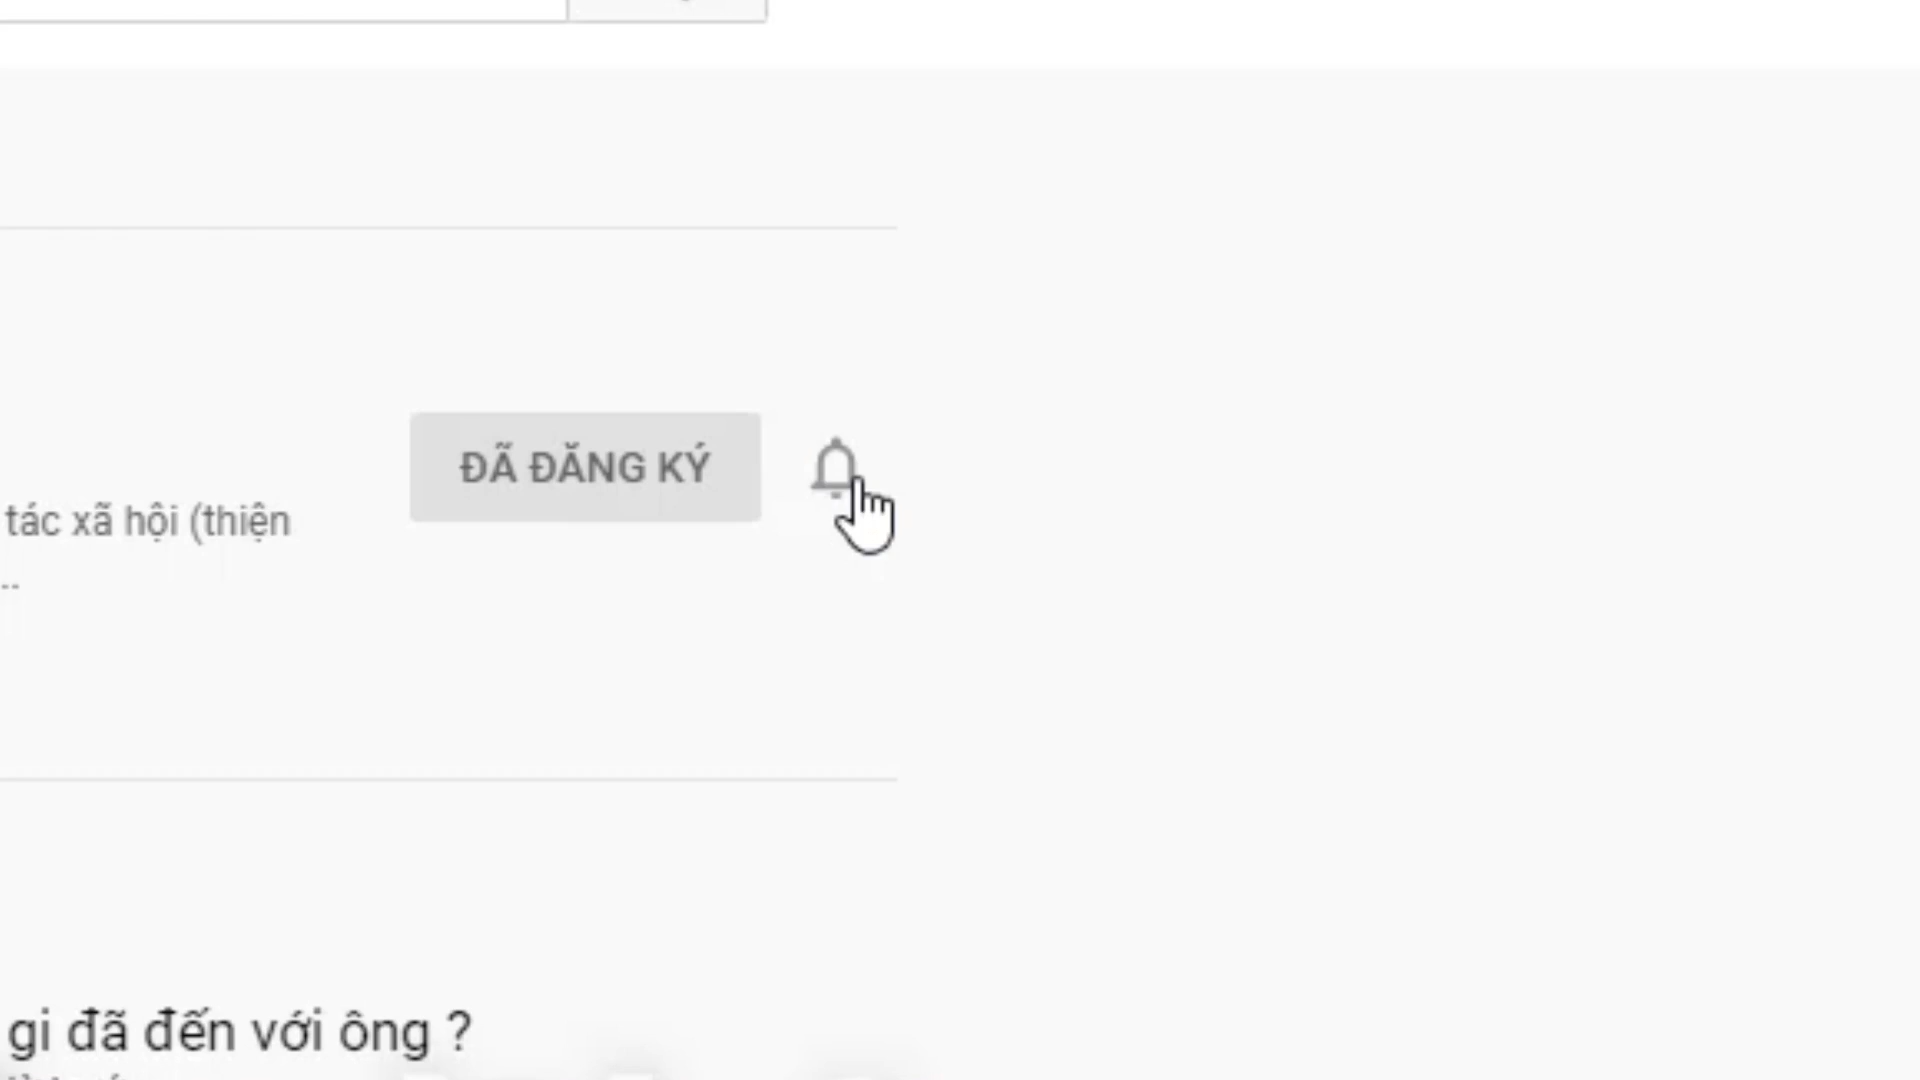 ĐÃ ĐĂNG KÝ
tác xã hội (thiện
...
gi đã đến với ông ?